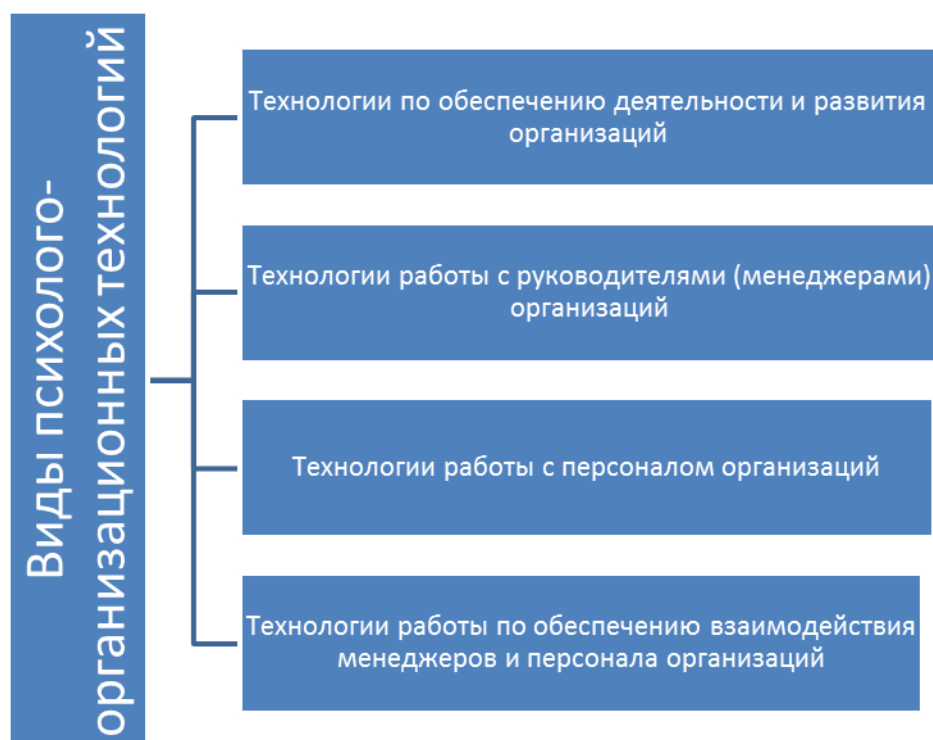 Виды психолого-
организационных технологий
Технологии по обеспечению деятельности и развития
организаций
Технологии работы с руководителями (менеджерами)
организаций
Технологии работы с персоналом организаций
Технологии работы по обеспечению взаимодействия
менеджеров и персонала организаций